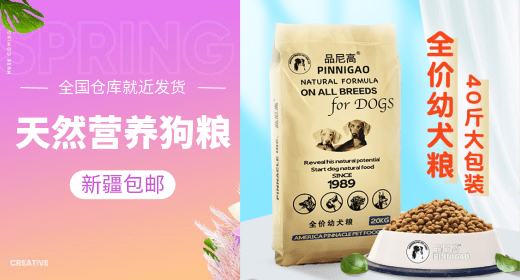 SPRING
全国仓库就近发货
天然营养狗粮
新疆包邮
CREATIVE
品尼高
PINNIGAO
NATURAL FORMULA
ON ALL BREEDS
for DOGS
Reveal his natural potential
Start dog natural food
SINCE
1989
全价幼犬粮
20KG
AMERICA PINNACLE PET FOOD
全价幼犬粮
40斤大包装
品尼高
PINNIGAO